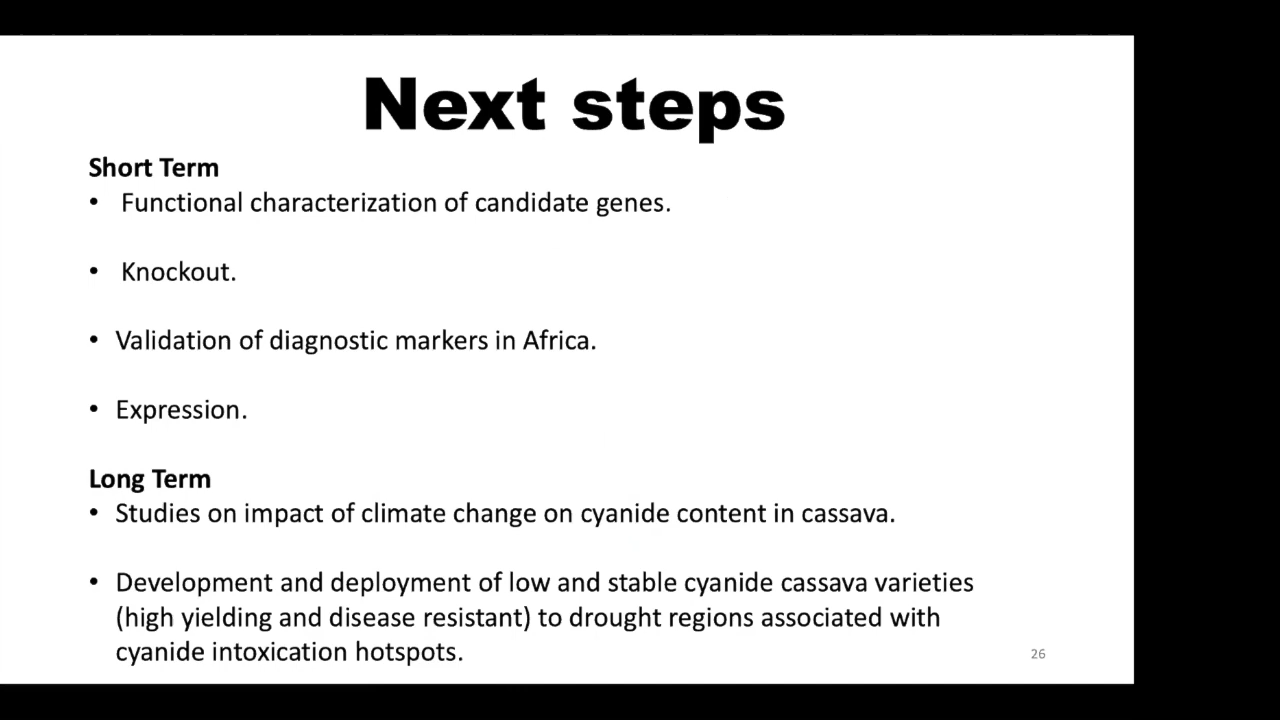 Next steps
Short Term
• Functional characterization of candidate genes.
• Knockout.
• Validation of diagnostic markers in Africa.
• Expression.
Long Term
• Studies on impact of climate change on cyanide content in cassava.
• Development and deployment of low and stable cyanide cassava varieties
(high yielding and disease resistant) to drought regions associated with
cyanide intoxication hotspots.
26